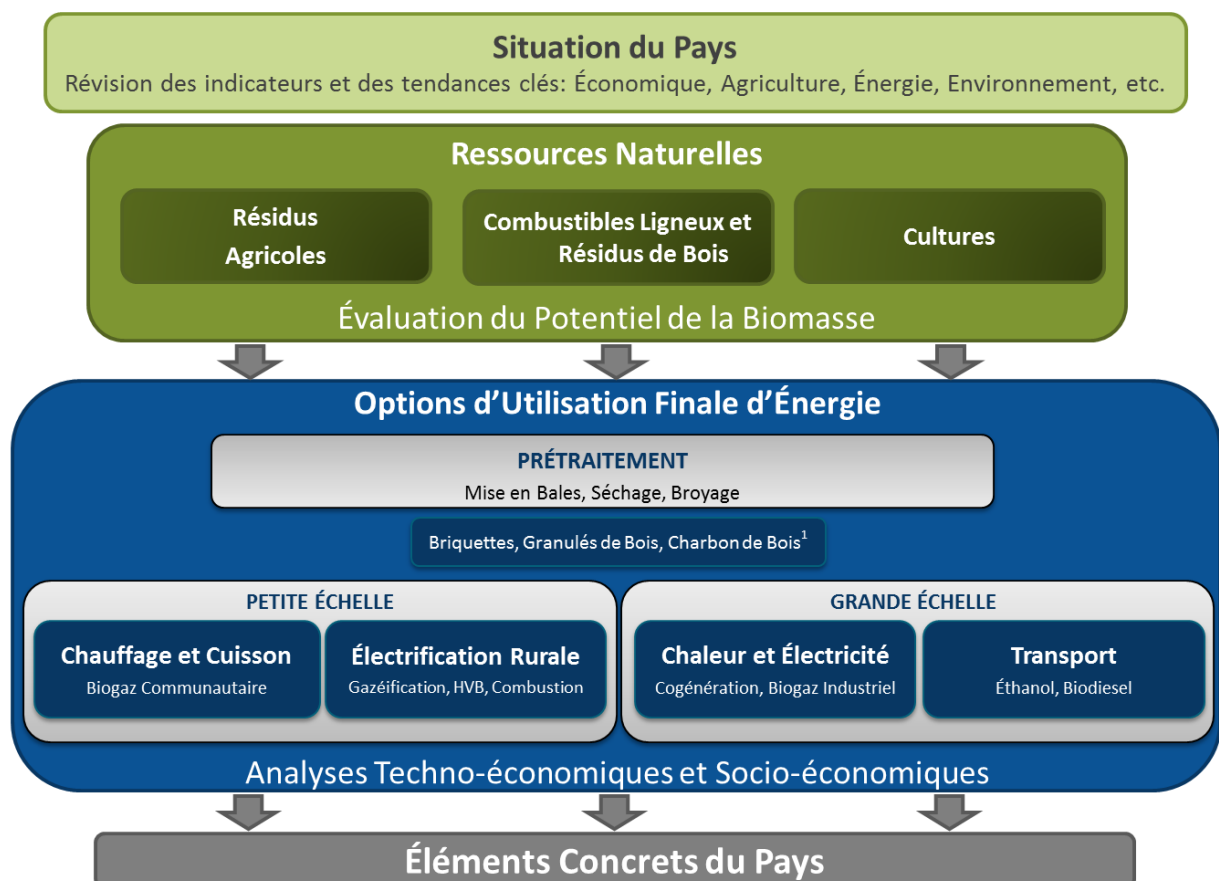 Situation du Pays
Révision des indicateurs et des tendances clés: Économique, Agriculture, Énergie, Environnement, etc.
Ressources Naturelles
Résidus
Agricoles
Combustibles Ligneux et
Résidus de Bois
Cultures
Évaluation du Potentiel de la Biomasse
Options d’Utilisation Finale d’Énergie
PRÉTRAITEMENT
Mise en Bales, Séchage, Broyage
Briquettes, Granulés de Bois, Charbon de Bois¹
PETITE ÉCHELLE
Chauffage et Cuisson
Biogaz Communautaire
Électrification Rurale
Gazéification, HVB, Combustion
GRANDE ÉCHELLE
Chaleur et Électricité
Cogénération, Biogaz Industriel
Transport
Éthanol, Biodiesel
Analyses Techno-économiques et Socio-économiques
Éléments Concrets du Pays